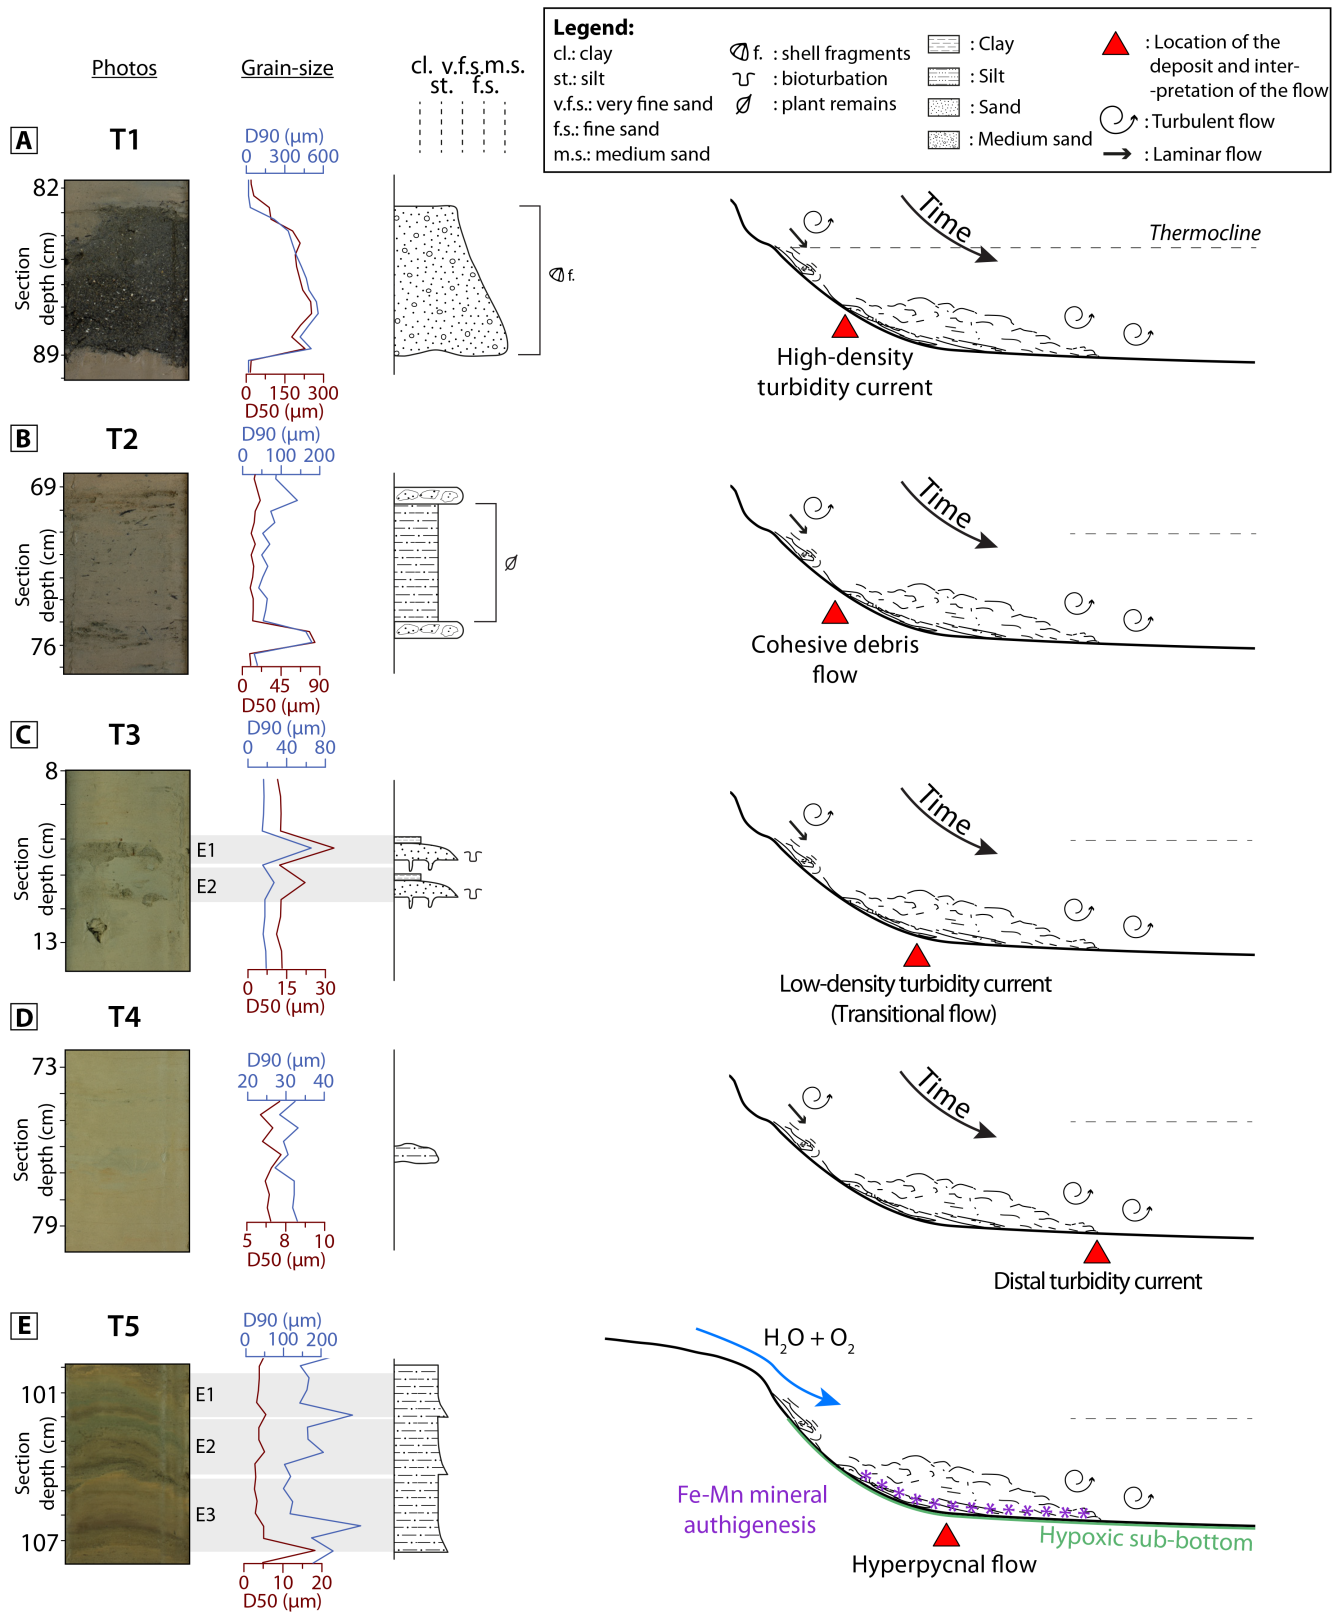 Legend:
cl.: clay
st.: silt
v.f.s.: very fine sand
f.s.: fine sand
m.s.: medium sand
f. : shell fragments
: bioturbation
: plant remains
: Clay
: Silt
: Sand
: Medium sand
: Location of the
deposit and inter-
-pretation of the flow
: Turbulent flow
: Laminar flow
Photos
Grain-size
cl. v.f.s.m.s.
st. f.s.
A T1
D90 (µm)
0 300 600
82
Section
depth (cm)
89
0 150 300
D50 (µm)
f.
Time
Thermocline
High-density
turbidity current
B T2
D90 (µm)
0 100 200
69
Section
depth (cm)
76
0 45 90
D50 (µm)
Time
Cohesive debris
flow
C T3
D90 (µm)
0 40 80
8
Section
depth (cm)
13
E1
E2
0 15 30
D50 (µm)
Time
Low-density turbidity current
(Transitional flow)
D T4
D90 (µm)
20 30 40
73
Section
depth (cm)
79
5 8 10
D50 (µm)
Time
Distal turbidity current
E T5
D90 (µm)
0 100 200
101
Section
depth (cm)
107
E1
E2
E3
0 10 20
D50 (µm)
H2O + O2
Fe-Mn mineral
authigenesis
Hypoxic sub-bottom
Hyperpycnal flow